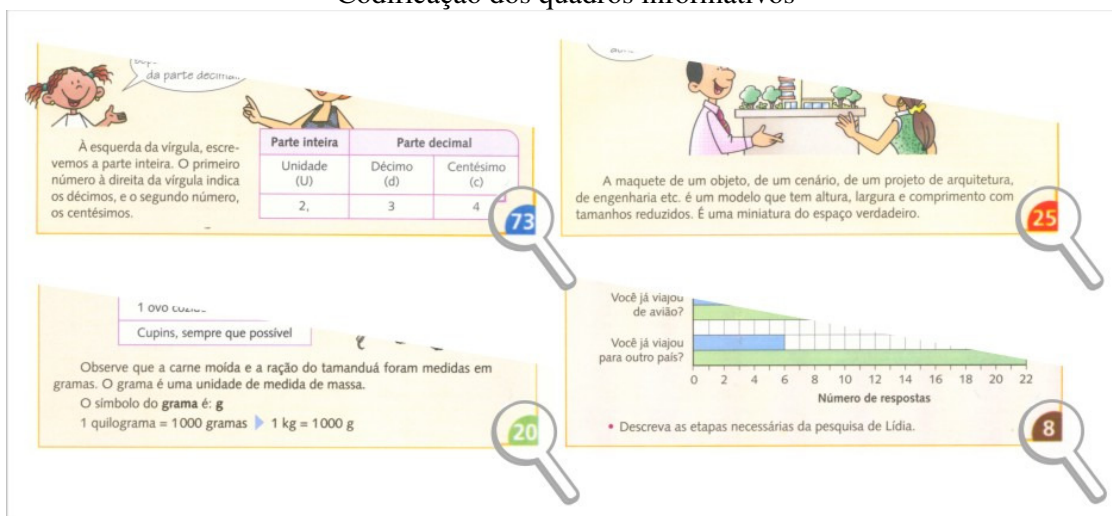 Codificação dos quadros informativos
da parte decimal.
À esquerda da vírgula, escre-
vemos a parte inteira. O primeiro
número à direita da vírgula indica
os décimos, e o segundo número,
os centésimos.
Parte inteira Parte decimal
Unidade Décimo Centésimo
(U) (d) (c)
2, 3 4
73
A maquete de um objeto, de um cenário, de um projeto de arquitetura,
de engenharia etc. é um modelo que tem altura, largura e comprimento com
tamanhos reduzidos. É uma miniatura do espaço verdadeiro.
25
1 ovo
Cupins, sempre que possível
Observe que a carne moída e a ração do tamanduá foram medidas em
gramas. O grama é uma unidade de medida de massa.
O símbolo do grama é: g
1 quilograma = 1000 gramas 1 kg = 1000 g
20
Você já viajou
de avião?
Você já viajou
para outro país?
0 2 4 6 8 10 12 14 16 18 20 22
Número de respostas
• Descreva as etapas necessárias da pesquisa de Lídia.
8